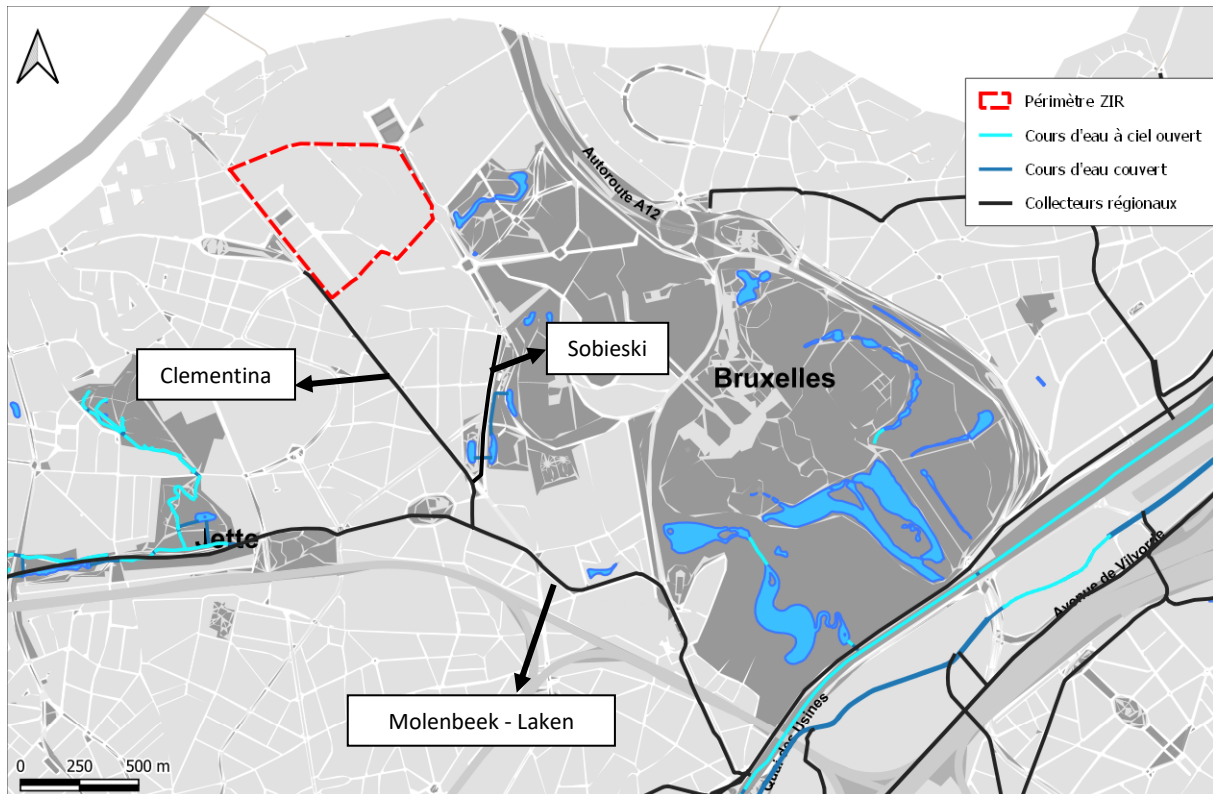 Périmètre ZIR
Cours d'eau à ciel ouvert
Cours d'eau couvert
Collecteurs régionaux
Autoroute A12
Sobieski
Clementina
Bruxelles
Jette
Avenue de Vilvorde
Molenbeek - Laken
Quai des Usines
0 250 500 m